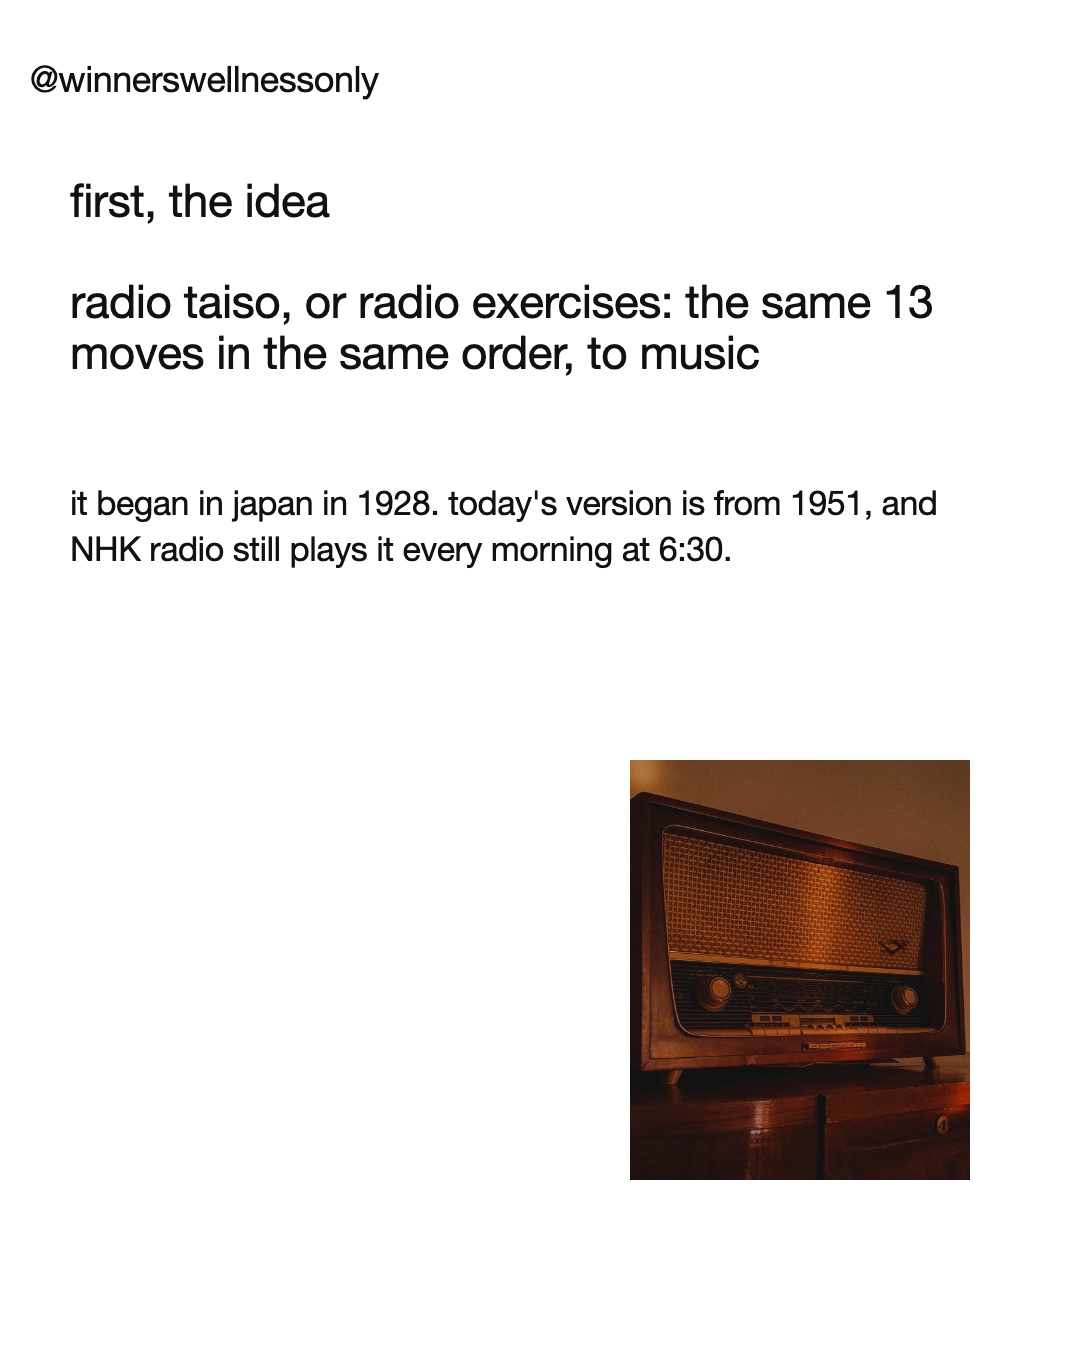 @winnerswellnessonly
first, the idea
radio taiso, or radio exercises: the same 13
moves in the same order, to music
it began in japan in 1928. today's version is from 1951, and
NHK radio still plays it every morning at 6:30.